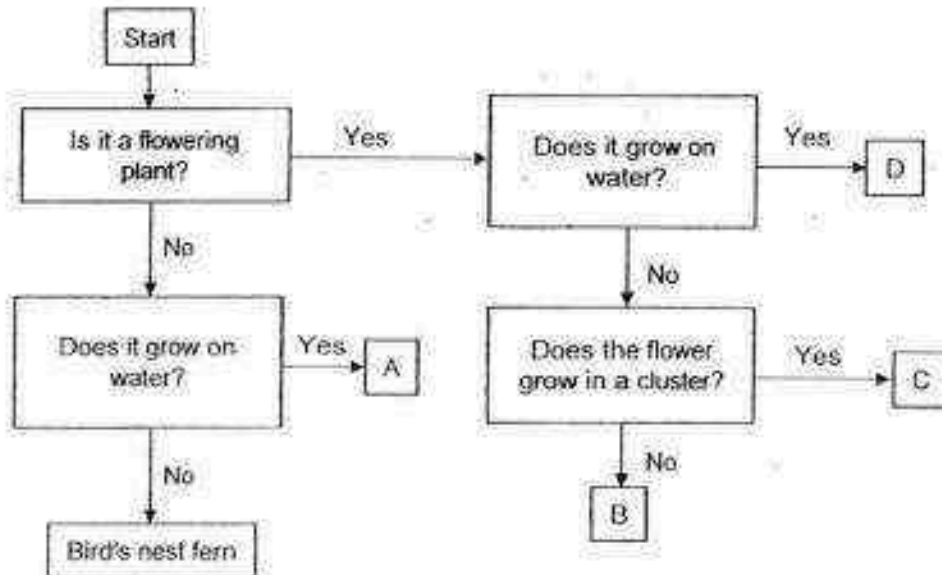 Start
Is it a flowering
plant?
Yes
Does it grow on
water?
Yes
D
No
No
Does it grow on
water?
Yes
A
Does the flower
grow in a cluster?
Yes
C
No
No
B
Bird's nest fern